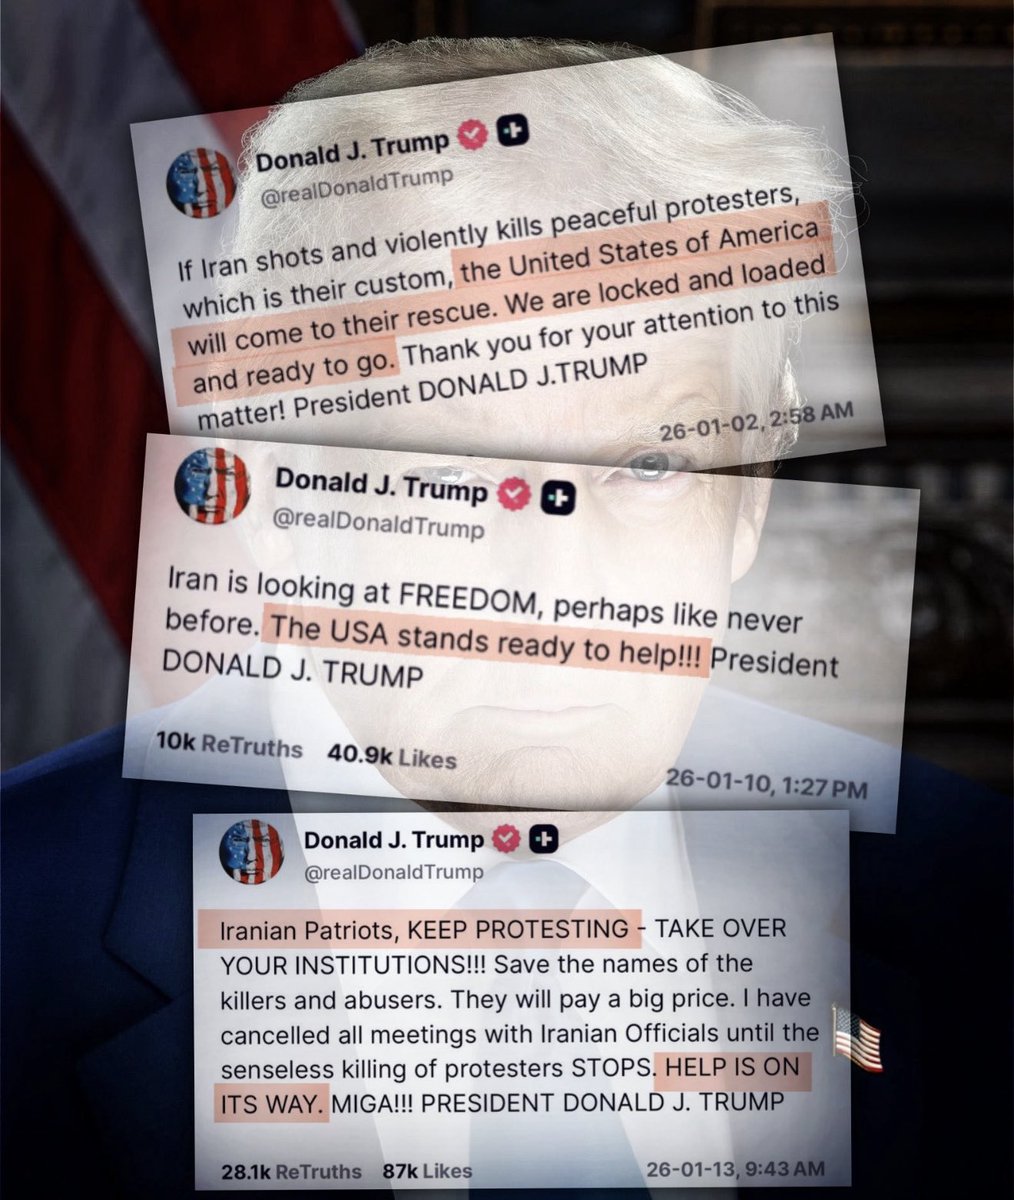 Donald J. Trump
@realDonaldTrump
If Iran shots and violently kills peaceful protesters,
which is their custom, the United States of America
will come to their rescue. We are locked and loaded
and ready to go. Thank you for your attention to this
matter! President DONALD J.TRUMP
26-01-02, 2:58 AM
Donald J. Trump
@realDonaldTrump
Iran is looking at FREEDOM, perhaps like never
before. The USA stands ready to help!!! President
DONALD J. TRUMP
10k ReTruths 40.9k Likes
26-01-10, 1:27 PM
Donald J. Trump
@realDonaldTrump
Iranian Patriots, KEEP PROTESTING - TAKE OVER
YOUR INSTITUTIONS!!! Save the names of the
killers and abusers. They will pay a big price. I have
cancelled all meetings with Iranian Officials until the
senseless killing of protesters STOPS. HELP IS ON
ITS WAY. MIGA!!! PRESIDENT DONALD J. TRUMP
28.1k ReTruths 87k Likes 26-01-13, 9:43 AM